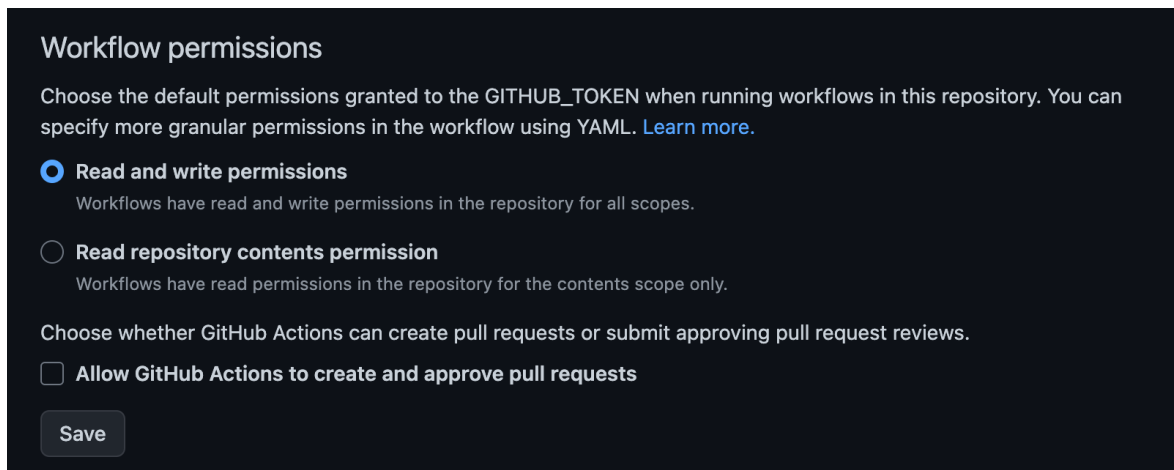 Workflow permissions
Choose the default permissions granted to the GITHUB_TOKEN when running workflows in this repository. You can
specify more granular permissions in the workflow using YAML. Learn more.
Read and write permissions
Workflows have read and write permissions in the repository for all scopes.
Read repository contents permission
Workflows have read permissions in the repository for the contents scope only.
Choose whether GitHub Actions can create pull requests or submit approving pull request reviews.
Allow GitHub Actions to create and approve pull requests
Save